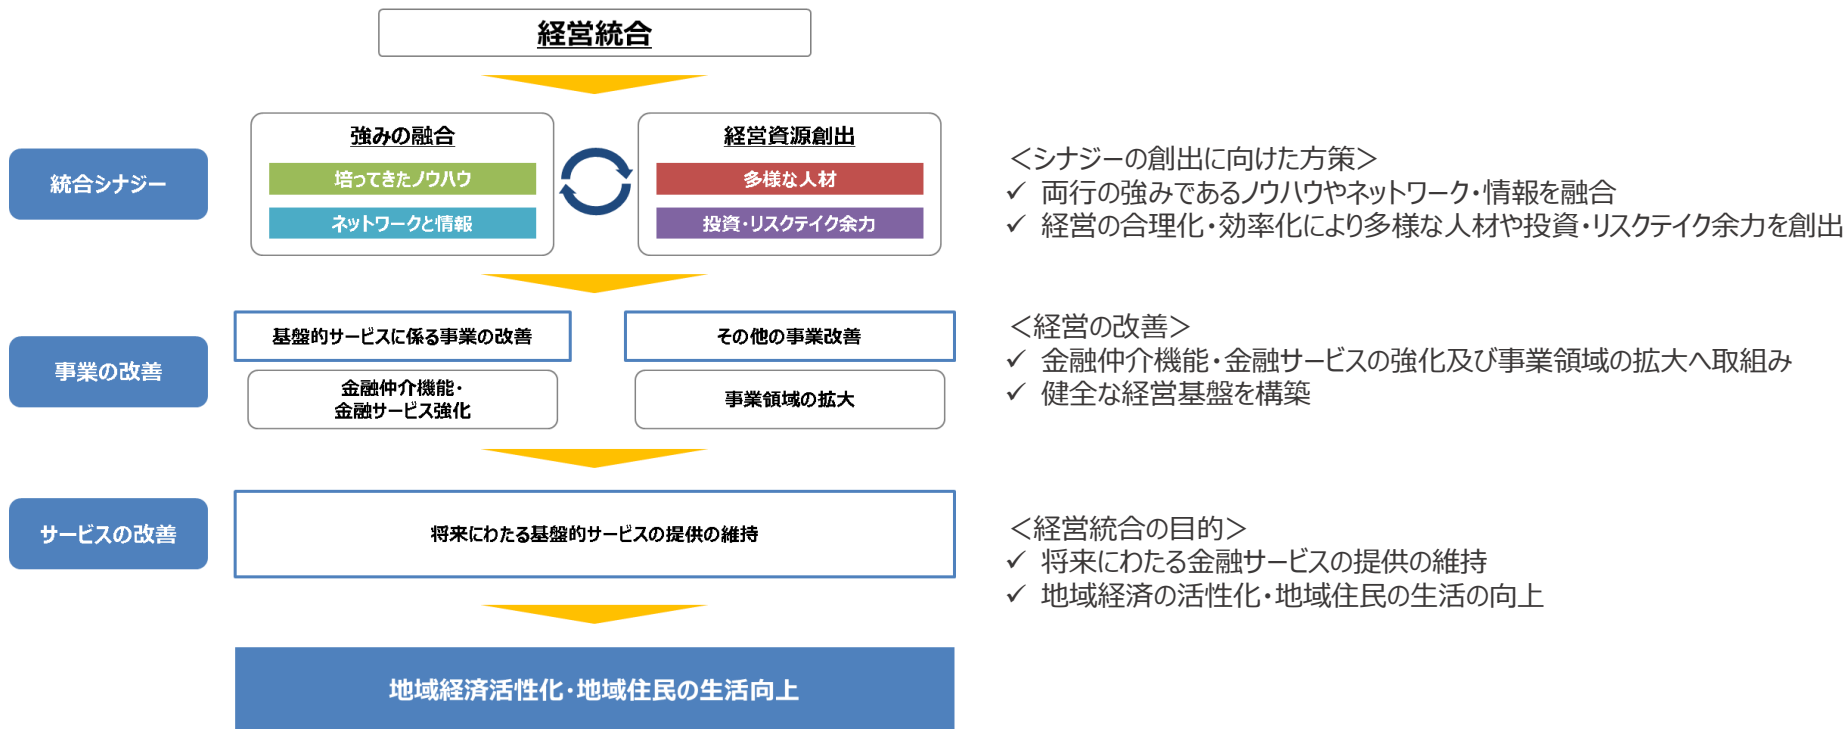 経営統合
統合シナジー
強みの融合
培ってきたノウハウ
ネットワークと情報
経営資源創出
多様な人材
投資・リスクテイク余力
＜シナジーの創出に向けた方策＞
✓ 両行の強みであるノウハウやネットワーク・情報を融合
✓ 経営の合理化・効率化により多様な人材や投資・リスクテイク余力を創出
事業の改善
基盤的サービスに係る事業の改善
金融仲介機能・
金融サービス強化
その他の事業改善
事業領域の拡大
＜経営の改善＞
✓ 金融仲介機能・金融サービスの強化及び事業領域の拡大へ取組み
✓ 健全な経営基盤を構築
サービスの改善
将来にわたる基盤的サービスの提供の維持
＜経営統合の目的＞
✓ 将来にわたる金融サービスの提供の維持
✓ 地域経済の活性化・地域住民の生活の向上
地域経済活性化・地域住民の生活向上